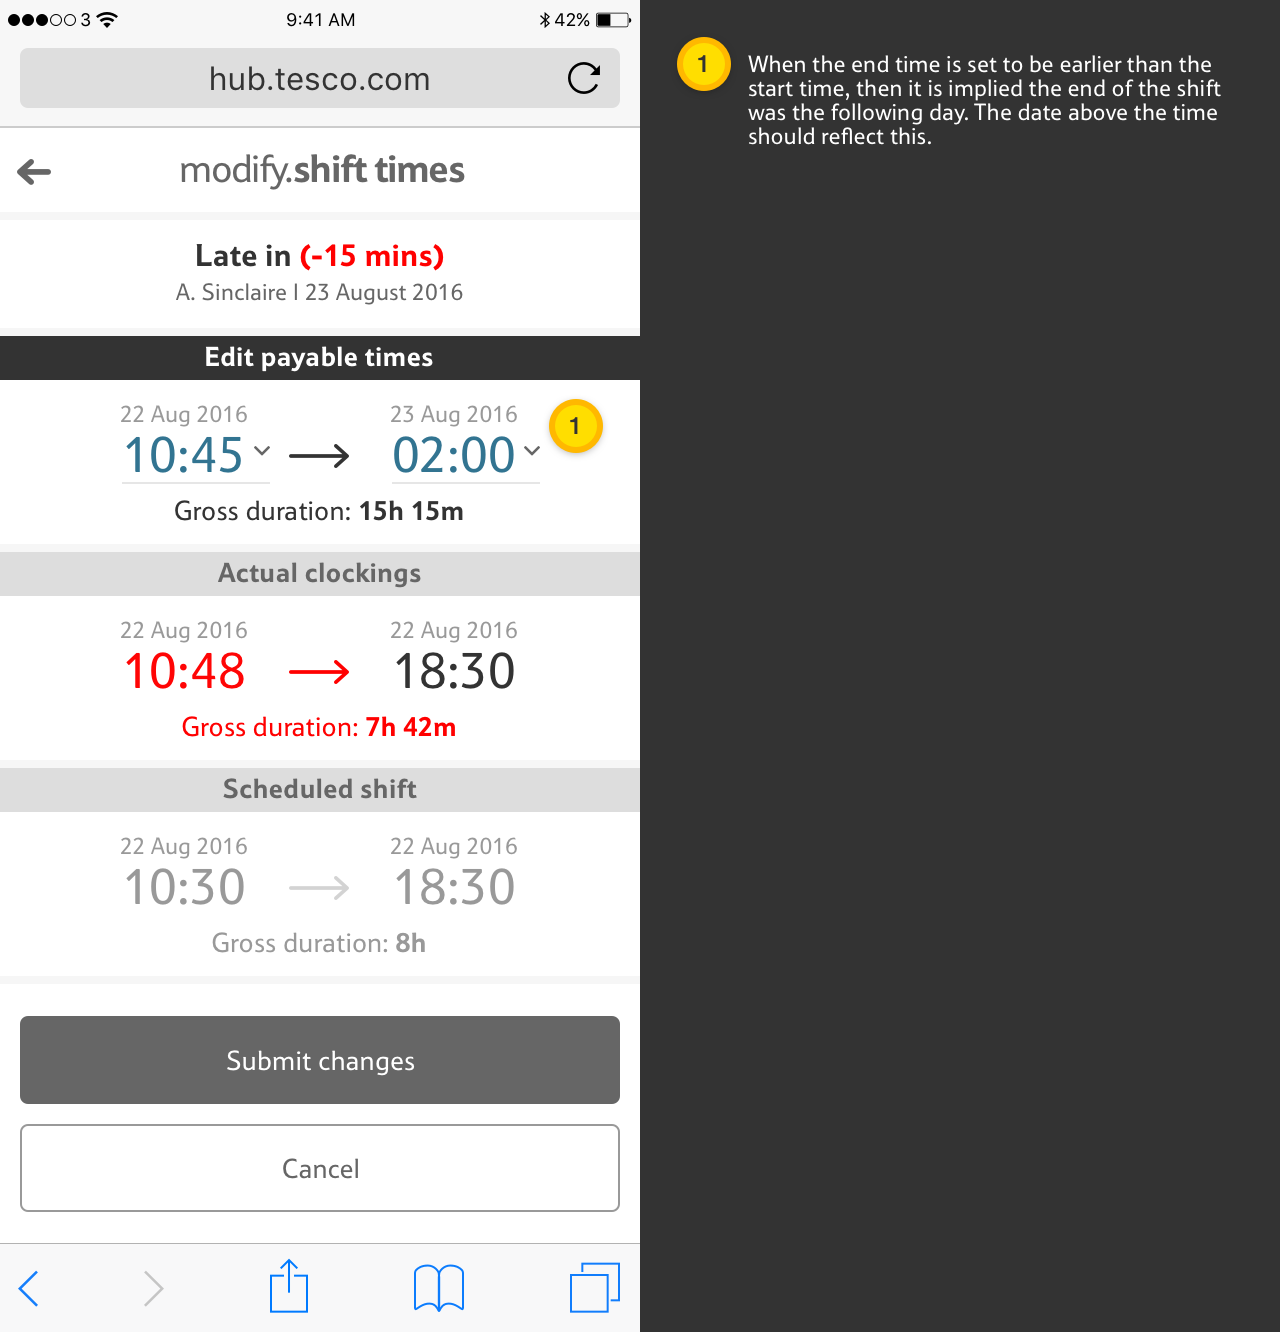 3 9:41 AM 42%
hub.tesco.com
modify.shift times
Late in (-15 mins)
A. Sinclaire | 23 August 2016
Edit payable times
22 Aug 2016 23 Aug 2016
10:45 02:00 1
Gross duration: 15h 15m
Actual clockings
22 Aug 2016 22 Aug 2016
10:48 18:30
Gross duration: 7h 42m
Scheduled shift
22 Aug 2016 22 Aug 2016
10:30 18:30
Gross duration: 8h
Submit changes
Cancel
1 When the end time is set to be earlier than the
start time, then it is implied the end of the shift
was the following day. The date above the time
should reflect this.